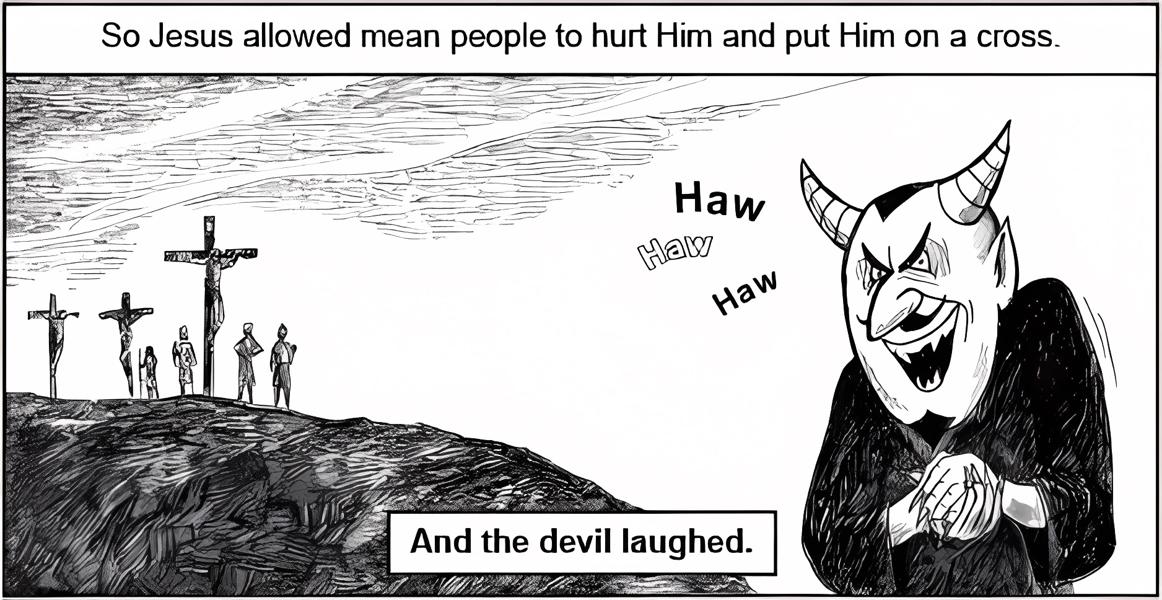 So Jesus allowed mean people to hurt Him and put Him on a cross.
Haw
Haw
Haw
And the devil laughed.